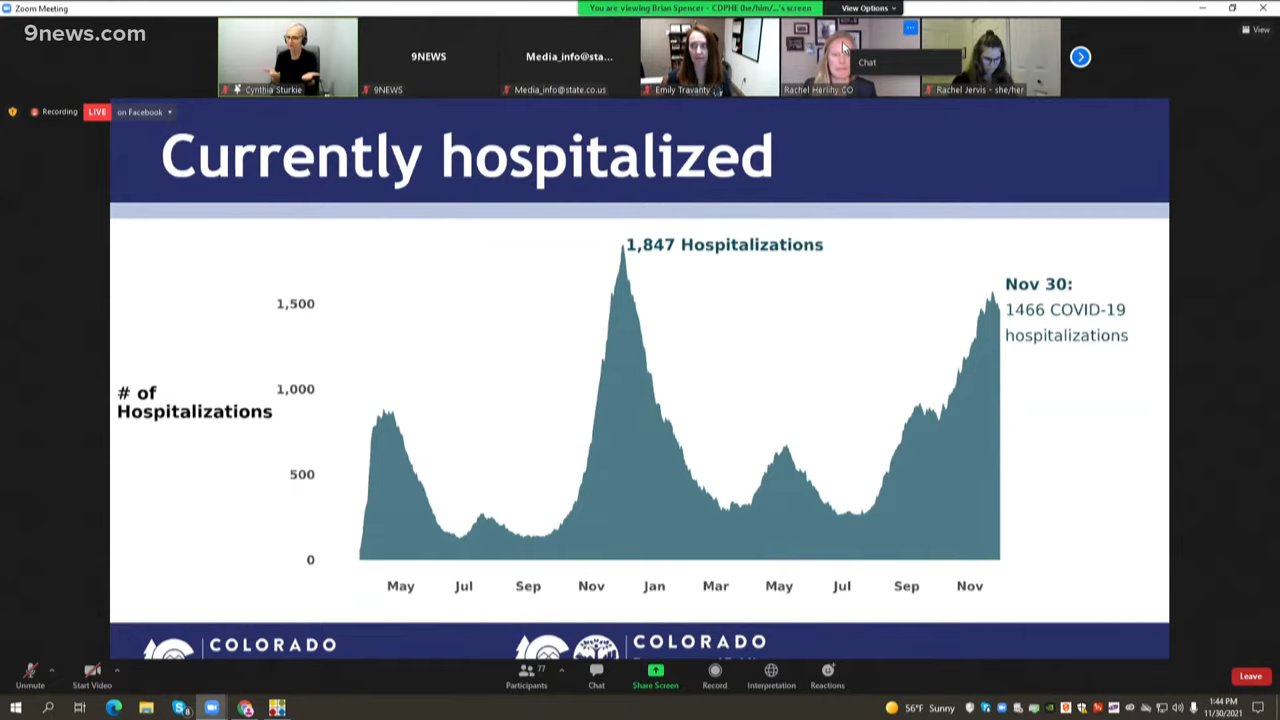 Zoom Meeting
You are viewing Brian Spencer - CDPHE (he/him/...'s screen
View Options
9news.com
View
9NEWS
Media_info@sta...
Chat
Cynthia Sturkie
9NEWS
Media_info@state.co.us
Emily Travanty
Rachel Herlihy CO
Rachel Jervis - she/her
Recording
LIVE
on Facebook
Currently hospitalized
1,847 Hospitalizations
Nov 30:
1466 COVID-19
hospitalizations
1,500
1,000
500
0
# of
Hospitalizations
May
Jul
Sep
Nov
Jan
Mar
May
Jul
Sep
Nov
COLORADO
COLORADO
Unmute
Start Video
77
Participants
Chat
Share Screen
Record
Interpretation
Reactions
Leave
56°F Sunny
1:44 PM
11/30/2021